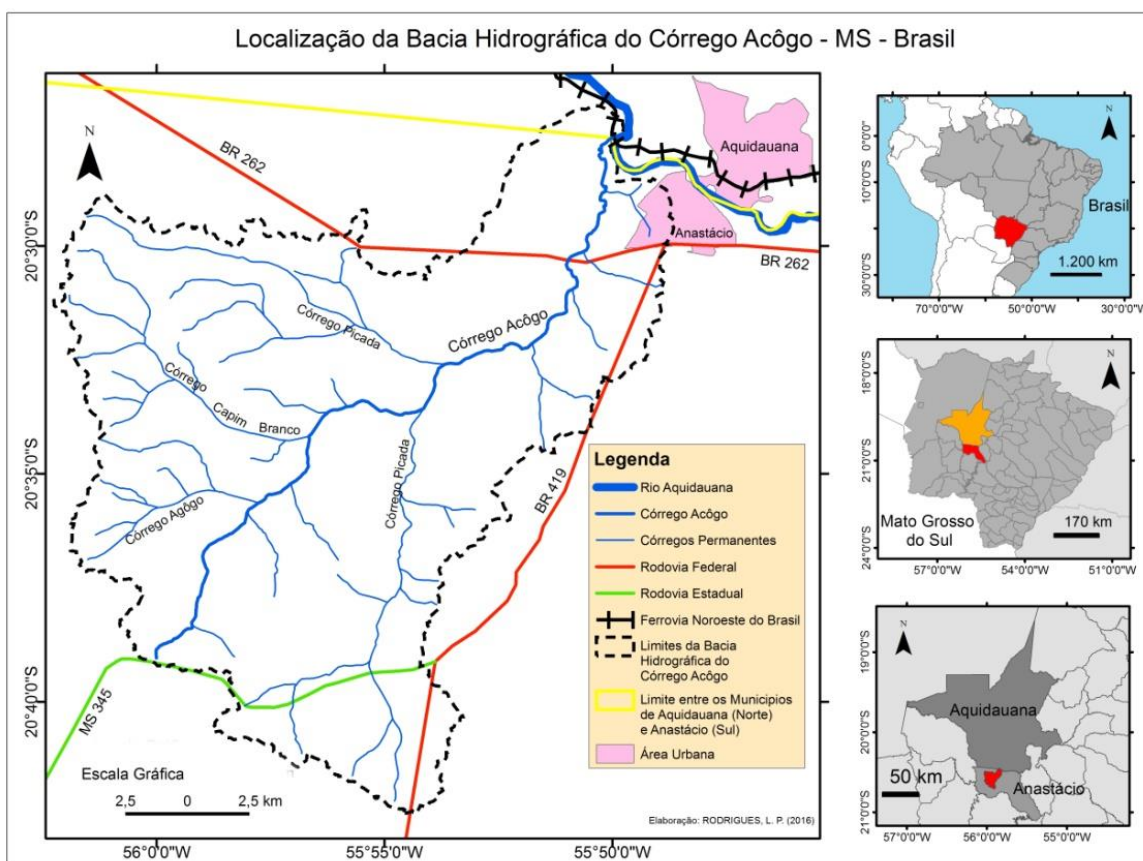 Localização da Bacia Hidrográfica do Córrego Acôgo - MS - Brasil
N
BR 262
Aquidauana
Anastácio
BR 262
Córrego Picada
Córrego Acôgo
Córrego
Capim
Branco
Córrego Picada
Córrego Agôgo
BR 419
MS 345
20°30'0"S
20°35'0"S
20°40'0"S
56°0'0"W
55°55'0"W
55°50'0"W
Escala Gráfica
2,5 0 2,5 km
Legenda
Rio Aquidauana
Córrego Acôgo
Córregos Permanentes
Rodovia Federal
Rodovia Estadual
Ferrovia Noroeste do Brasil
Limites da Bacia
Hidrográfica do
Córrego Acôgo
Limite entre os Municipios
de Aquidauana (Norte)
e Anastácio (Sul)
Área Urbana
Elaboração: RODRIGUES, L. P. (2016)
N
Brasil
1.200 km
0°0'0"
10°0'0"S
30°0'0"S
70°0'0"W
50°0'0"W
30°0'0"W
N
Mato Grosso
do Sul
170 km
18°0'0"S
21°0'0"S
24°0'0"S
57°0'0"W
54°0'0"W
51°0'0"W
N
Aquidauana
Anastácio
50 km
19°0'0"S
20°0'0"S
21°0'0"S
57°0'0"W
56°0'0"W
55°0'0"W